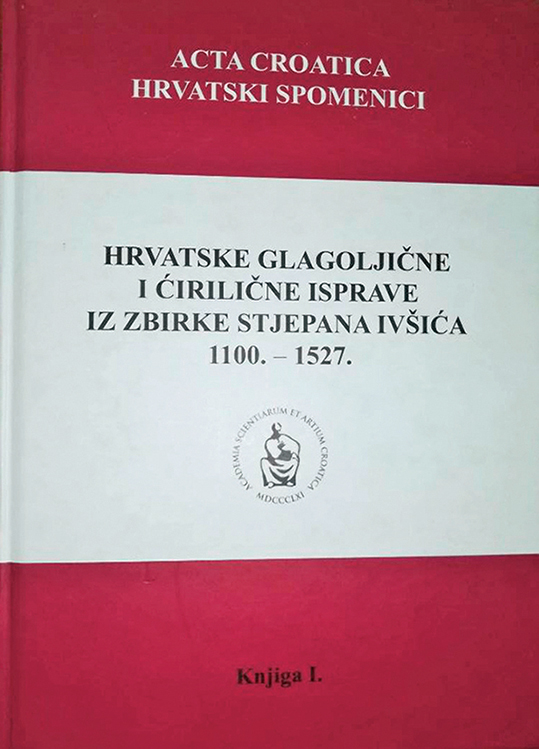 ACTA CROATICA
HRVATSKI SPOMENICI
HRVATSKE GLAGOLJIČNE
I ĆIRILIČNE ISPRAVE
IZ ZBIRKE STJEPANA IVŠIĆA
1100. – 1527.
ACADEMIA SCIENTIARUM ET ARTIUM CROATICA
MDCCCLXI
Knjiga I.